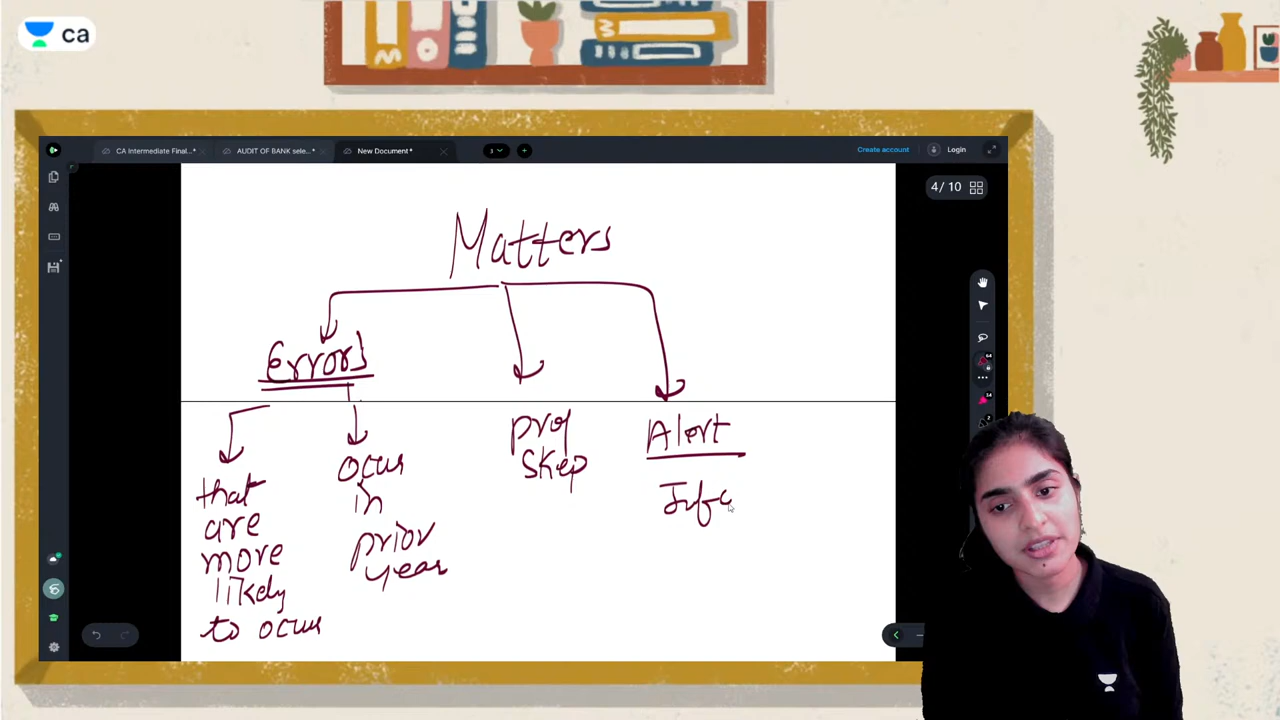 ca
CA Intermediate Final...*
AUDIT OF BANK sele...*
New Document*
3
Create account
Login
4/ 10
Matters
Errors
that
are
more
likely
to occur
occur
in
prior
year
prof
skep
Alert